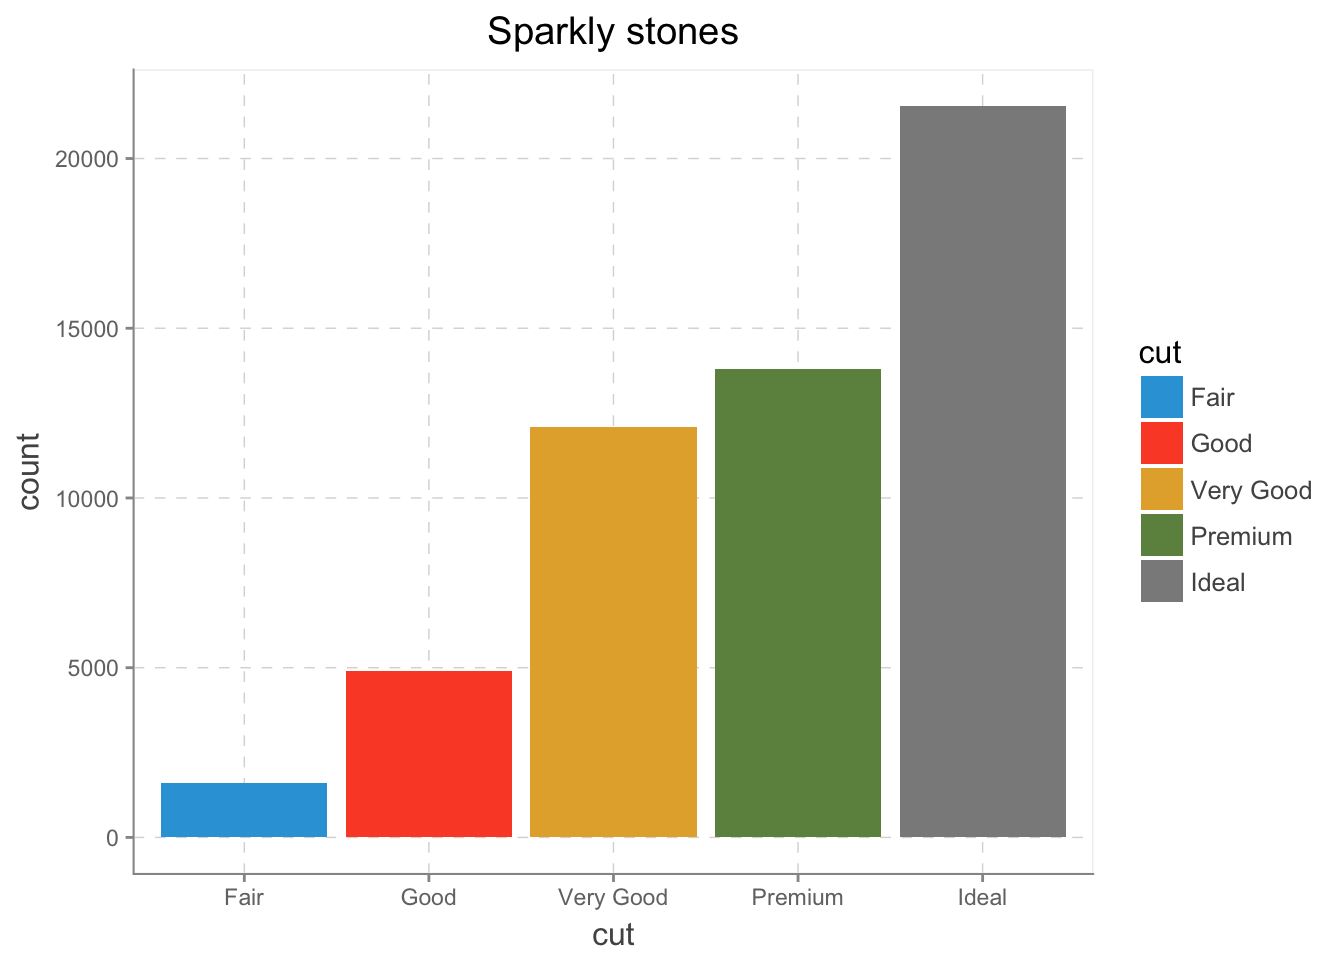 Sparkly stones
count
20000
15000
10000
5000
0
Fair Good Very Good Premium Ideal
cut
cut
Fair
Good
Very Good
Premium
Ideal